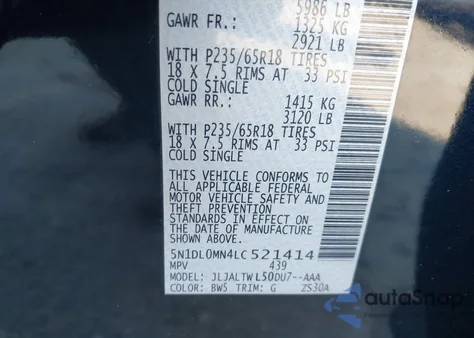 5986 LB
GAWR FR.: 1325 KG
2921 LB
WITH P235/65R18 TIRES
18 X 7.5 RIMS AT 33 PSI
COLD SINGLE
GAWR RR.: 1415 KG
3120 LB
WITH P235/65R18 TIRES
18 X 7.5 RIMS AT 33 PSI
COLD SINGLE
THIS VEHICLE CONFORMS TO
ALL APPLICABLE FEDERAL
MOTOR VEHICLE SAFETY AND
THEFT PREVENTION
STANDARDS IN EFFECT ON THE
DATE OF MANUFACTURE SHOWN
ABOVE.
5N1DL0MN4LC521414
MPV 439
MODEL: JLJALTWL50DU7--AAA
COLOR: BW5 TRIM: G ZS30A
autoSnap